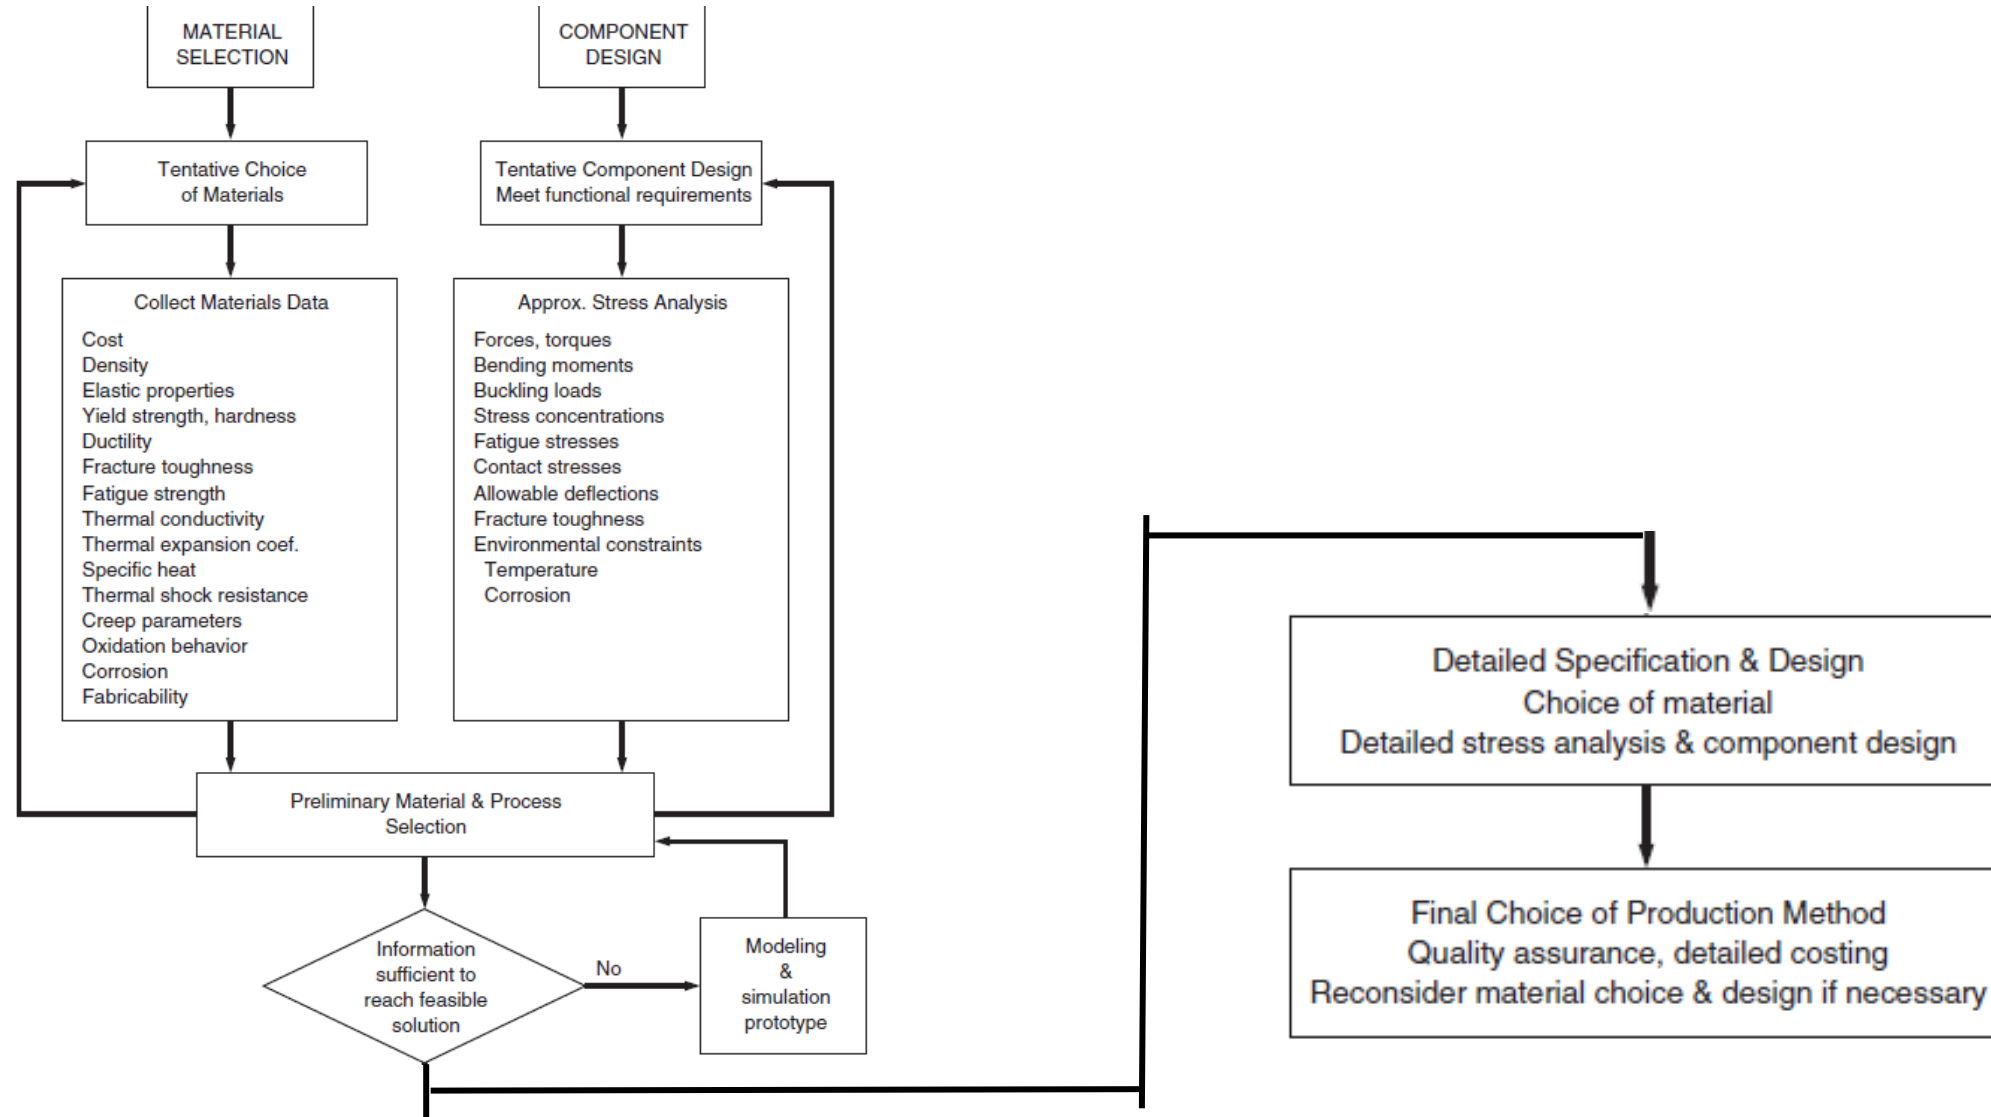 MATERIAL
SELECTION
COMPONENT
DESIGN
Tentative Choice
of Materials
Tentative Component Design
Meet functional requirements
Collect Materials Data
Cost
Density
Elastic properties
Yield strength, hardness
Ductility
Fracture toughness
Fatigue strength
Thermal conductivity
Thermal expansion coef.
Specific heat
Thermal shock resistance
Creep parameters
Oxidation behavior
Corrosion
Fabricability
Approx. Stress Analysis
Forces, torques
Bending moments
Buckling loads
Stress concentrations
Fatigue stresses
Contact stresses
Allowable deflections
Fracture toughness
Environmental constraints
Temperature
Corrosion
Preliminary Material & Process
Selection
Information
sufficient to
reach feasible
solution
No
Modeling
&
simulation
prototype
Detailed Specification & Design
Choice of material
Detailed stress analysis & component design
Final Choice of Production Method
Quality assurance, detailed costing
Reconsider material choice & design if necessary